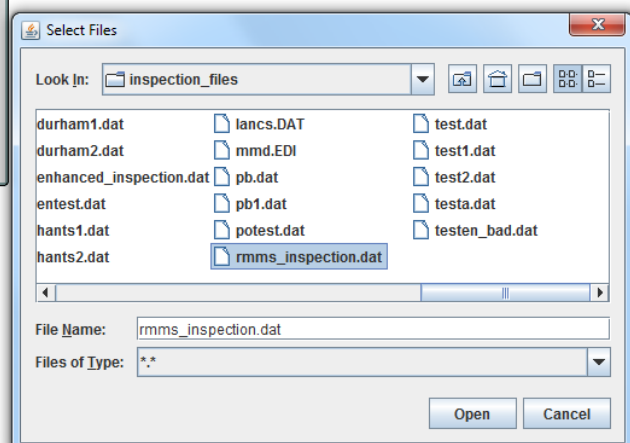 Select Files
Look In: inspection_files
durham1.dat lancs.DAT test.dat
durham2.dat mmd.EDI test1.dat
enhanced_inspection.dat pb.dat test2.dat
entest.dat pb1.dat testa.dat
hants1.dat potest.dat testen_bad.dat
hants2.dat rmms_inspection.dat
File Name: rmms_inspection.dat
Files of Type: *.*
Open Cancel